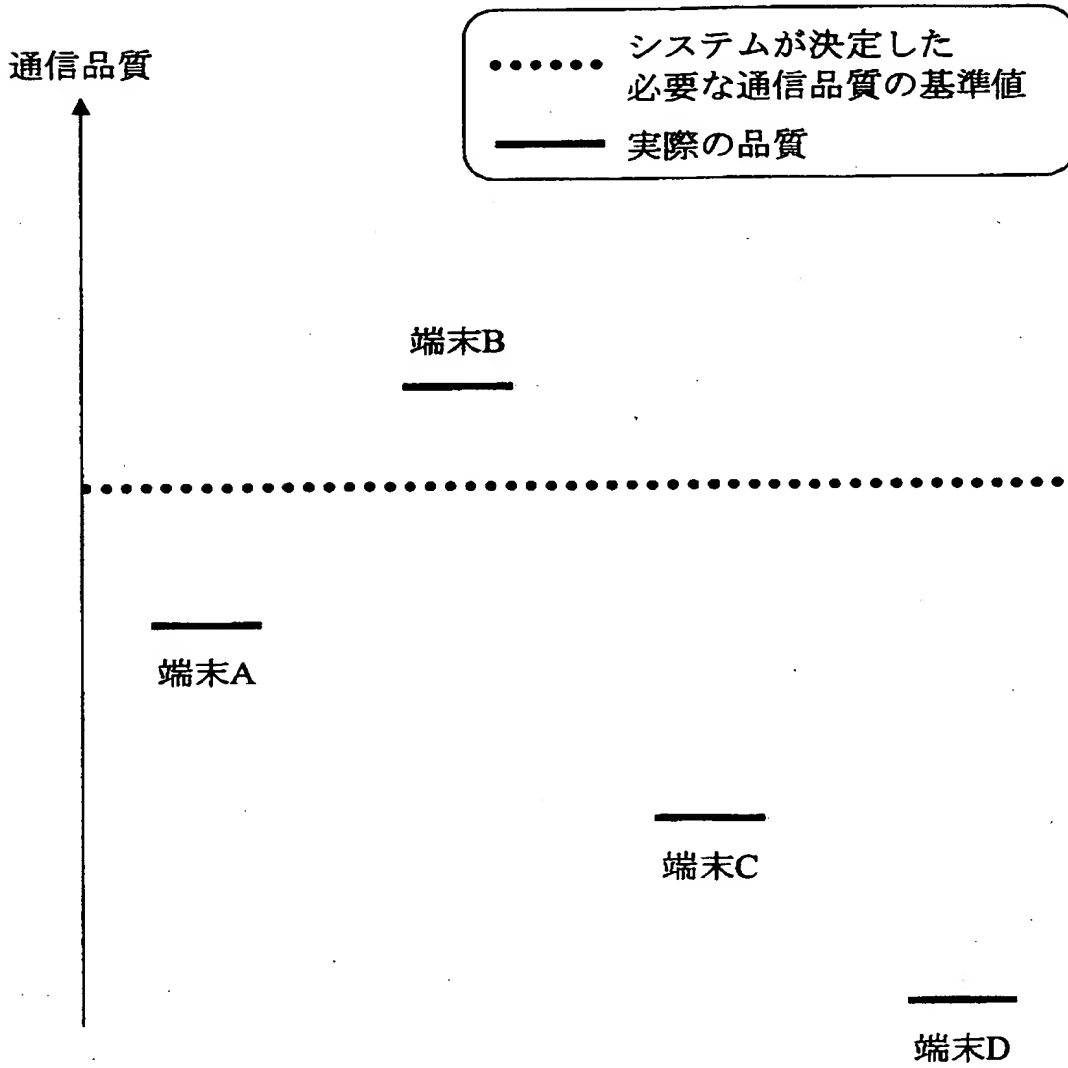 通信品質
システムが決定した
必要な通信品質の基準値
実際の品質
端末B
端末A
端末C
端末D